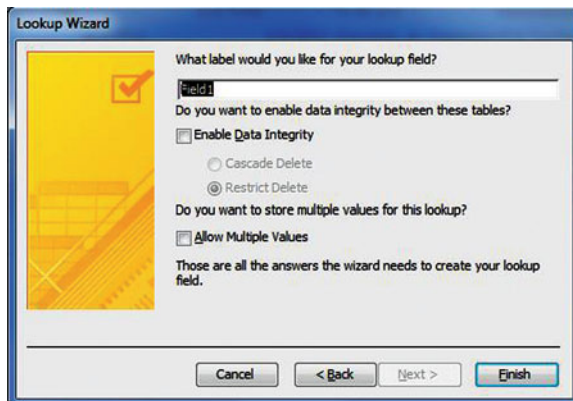 Lookup Wizard
What label would you like for your lookup field?
Field1
Do you want to enable data integrity between these tables?
Enable Data Integrity
Cascade Delete
Restrict Delete
Do you want to store multiple values for this lookup?
Allow Multiple Values
Those are all the answers the wizard needs to create your lookup
field.
Cancel
< Back
Next >
Finish